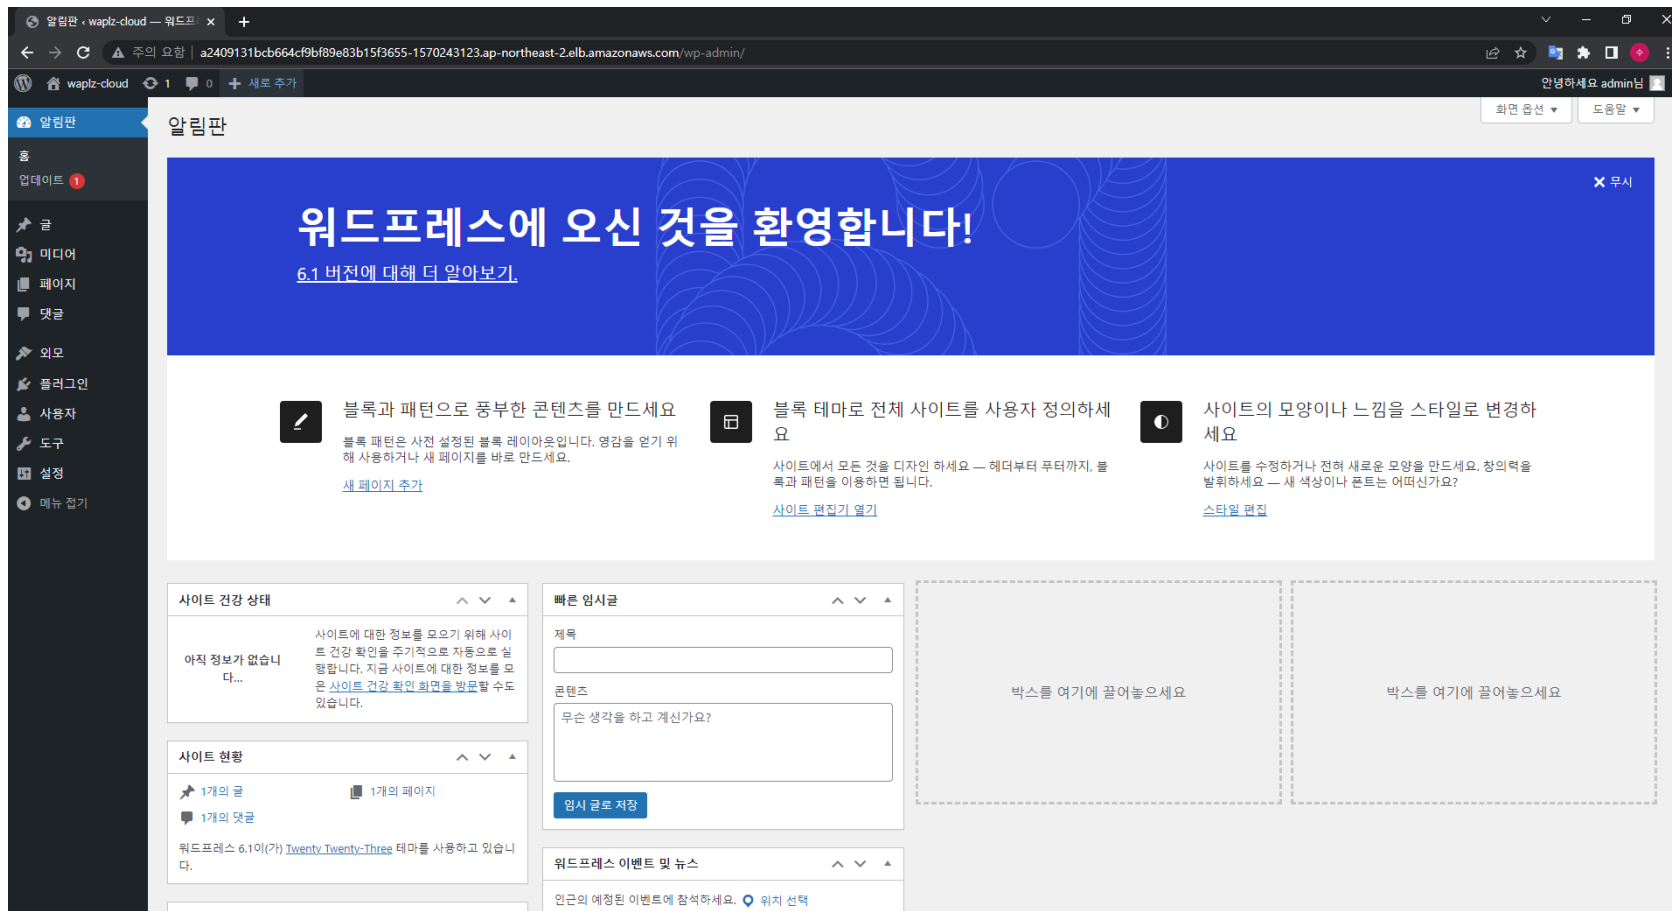 알림판 ‹ waplz-cloud — 워드프
주의 요함 | a2409131bcb664cf9bf89e83b15f3655-1570243123.ap-northeast-2.elb.amazonaws.com/wp-admin/
waplz-cloud 1 0 새로 추가
안녕하세요 admin님
알림판
홈
업데이트 1
글
미디어
페이지
댓글
외모
플러그인
사용자
도구
설정
메뉴 접기
알림판
화면 옵션
도움말
무시
워드프레스에 오신 것을 환영합니다!
6.1 버전에 대해 더 알아보기.
블록과 패턴으로 풍부한 콘텐츠를 만드세요
블록 패턴은 사전 설정된 블록 레이아웃입니다. 영감을 얻기 위
해 사용하거나 새 페이지를 바로 만드세요.
새 페이지 추가
블록 테마로 전체 사이트를 사용자 정의하세
요
사이트에서 모든 것을 디자인 하세요 — 헤더부터 푸터까지, 블
록과 패턴을 이용하면 됩니다.
사이트 편집기 열기
사이트의 모양이나 느낌을 스타일로 변경하
세요
사이트를 수정하거나 전혀 새로운 모양을 만드세요. 창의력을
발휘하세요 — 새 색상이나 폰트는 어떠신가요?
스타일 편집
사이트 건강 상태
아직 정보가 없습니
다...
사이트에 대한 정보를 모으기 위해 사이
트 건강 확인을 주기적으로 자동으로 실
행합니다. 지금 사이트에 대한 정보를 모
은 사이트 건강 확인 화면을 방문할 수도
있습니다.
사이트 현황
1개의 글
1개의 페이지
1개의 댓글
워드프레스 6.1이(가) Twenty Twenty-Three 테마를 사용하고 있습니
다.
빠른 임시글
제목
콘텐츠
무슨 생각을 하고 계신가요?
임시 글로 저장
워드프레스 이벤트 및 뉴스
인근의 예정된 이벤트에 참석하세요. 위치 선택
박스를 여기에 끌어놓으세요
박스를 여기에 끌어놓으세요